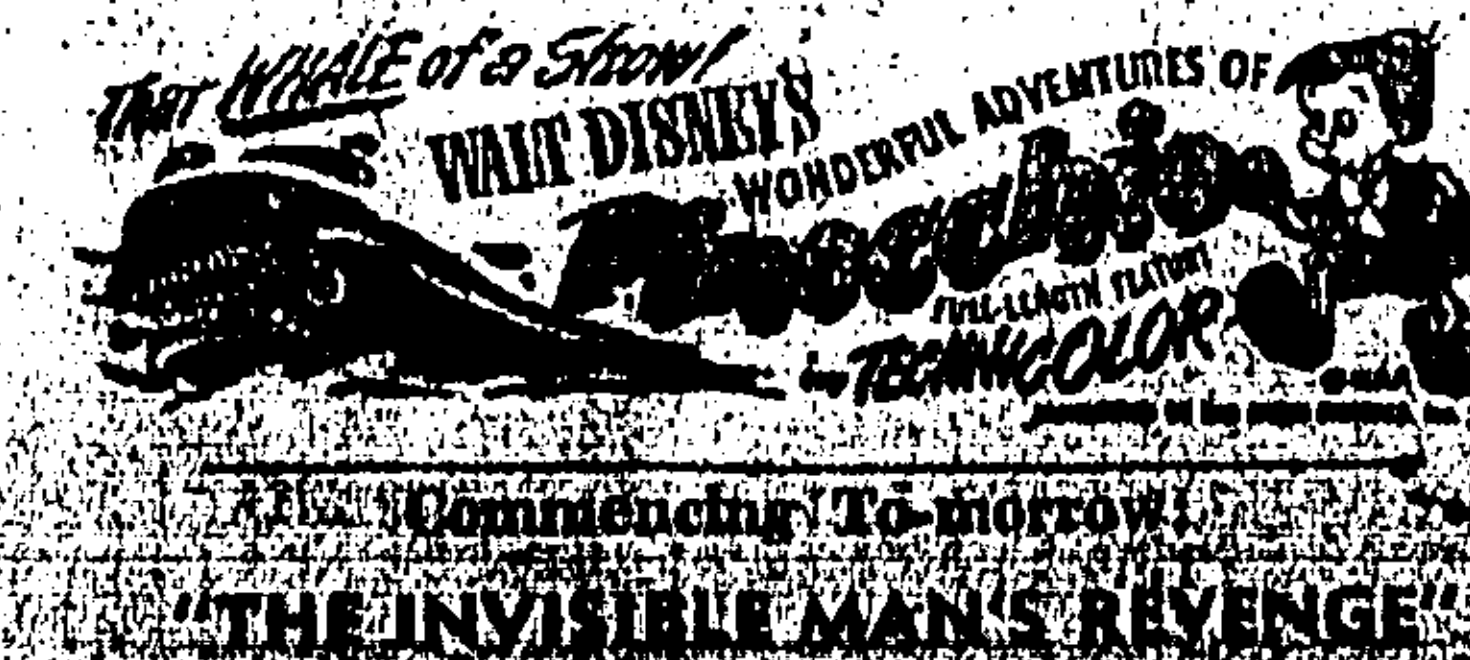 THAT WHALE of a Show!
WALT DISNEY'S
WONDERFUL ADVENTURES OF
Pinocchio
FULL-LENGTH FEATURE
in TECHNICOLOR
Commencing To-morrow!
"THE INVISIBLE MAN'S REVENGE"